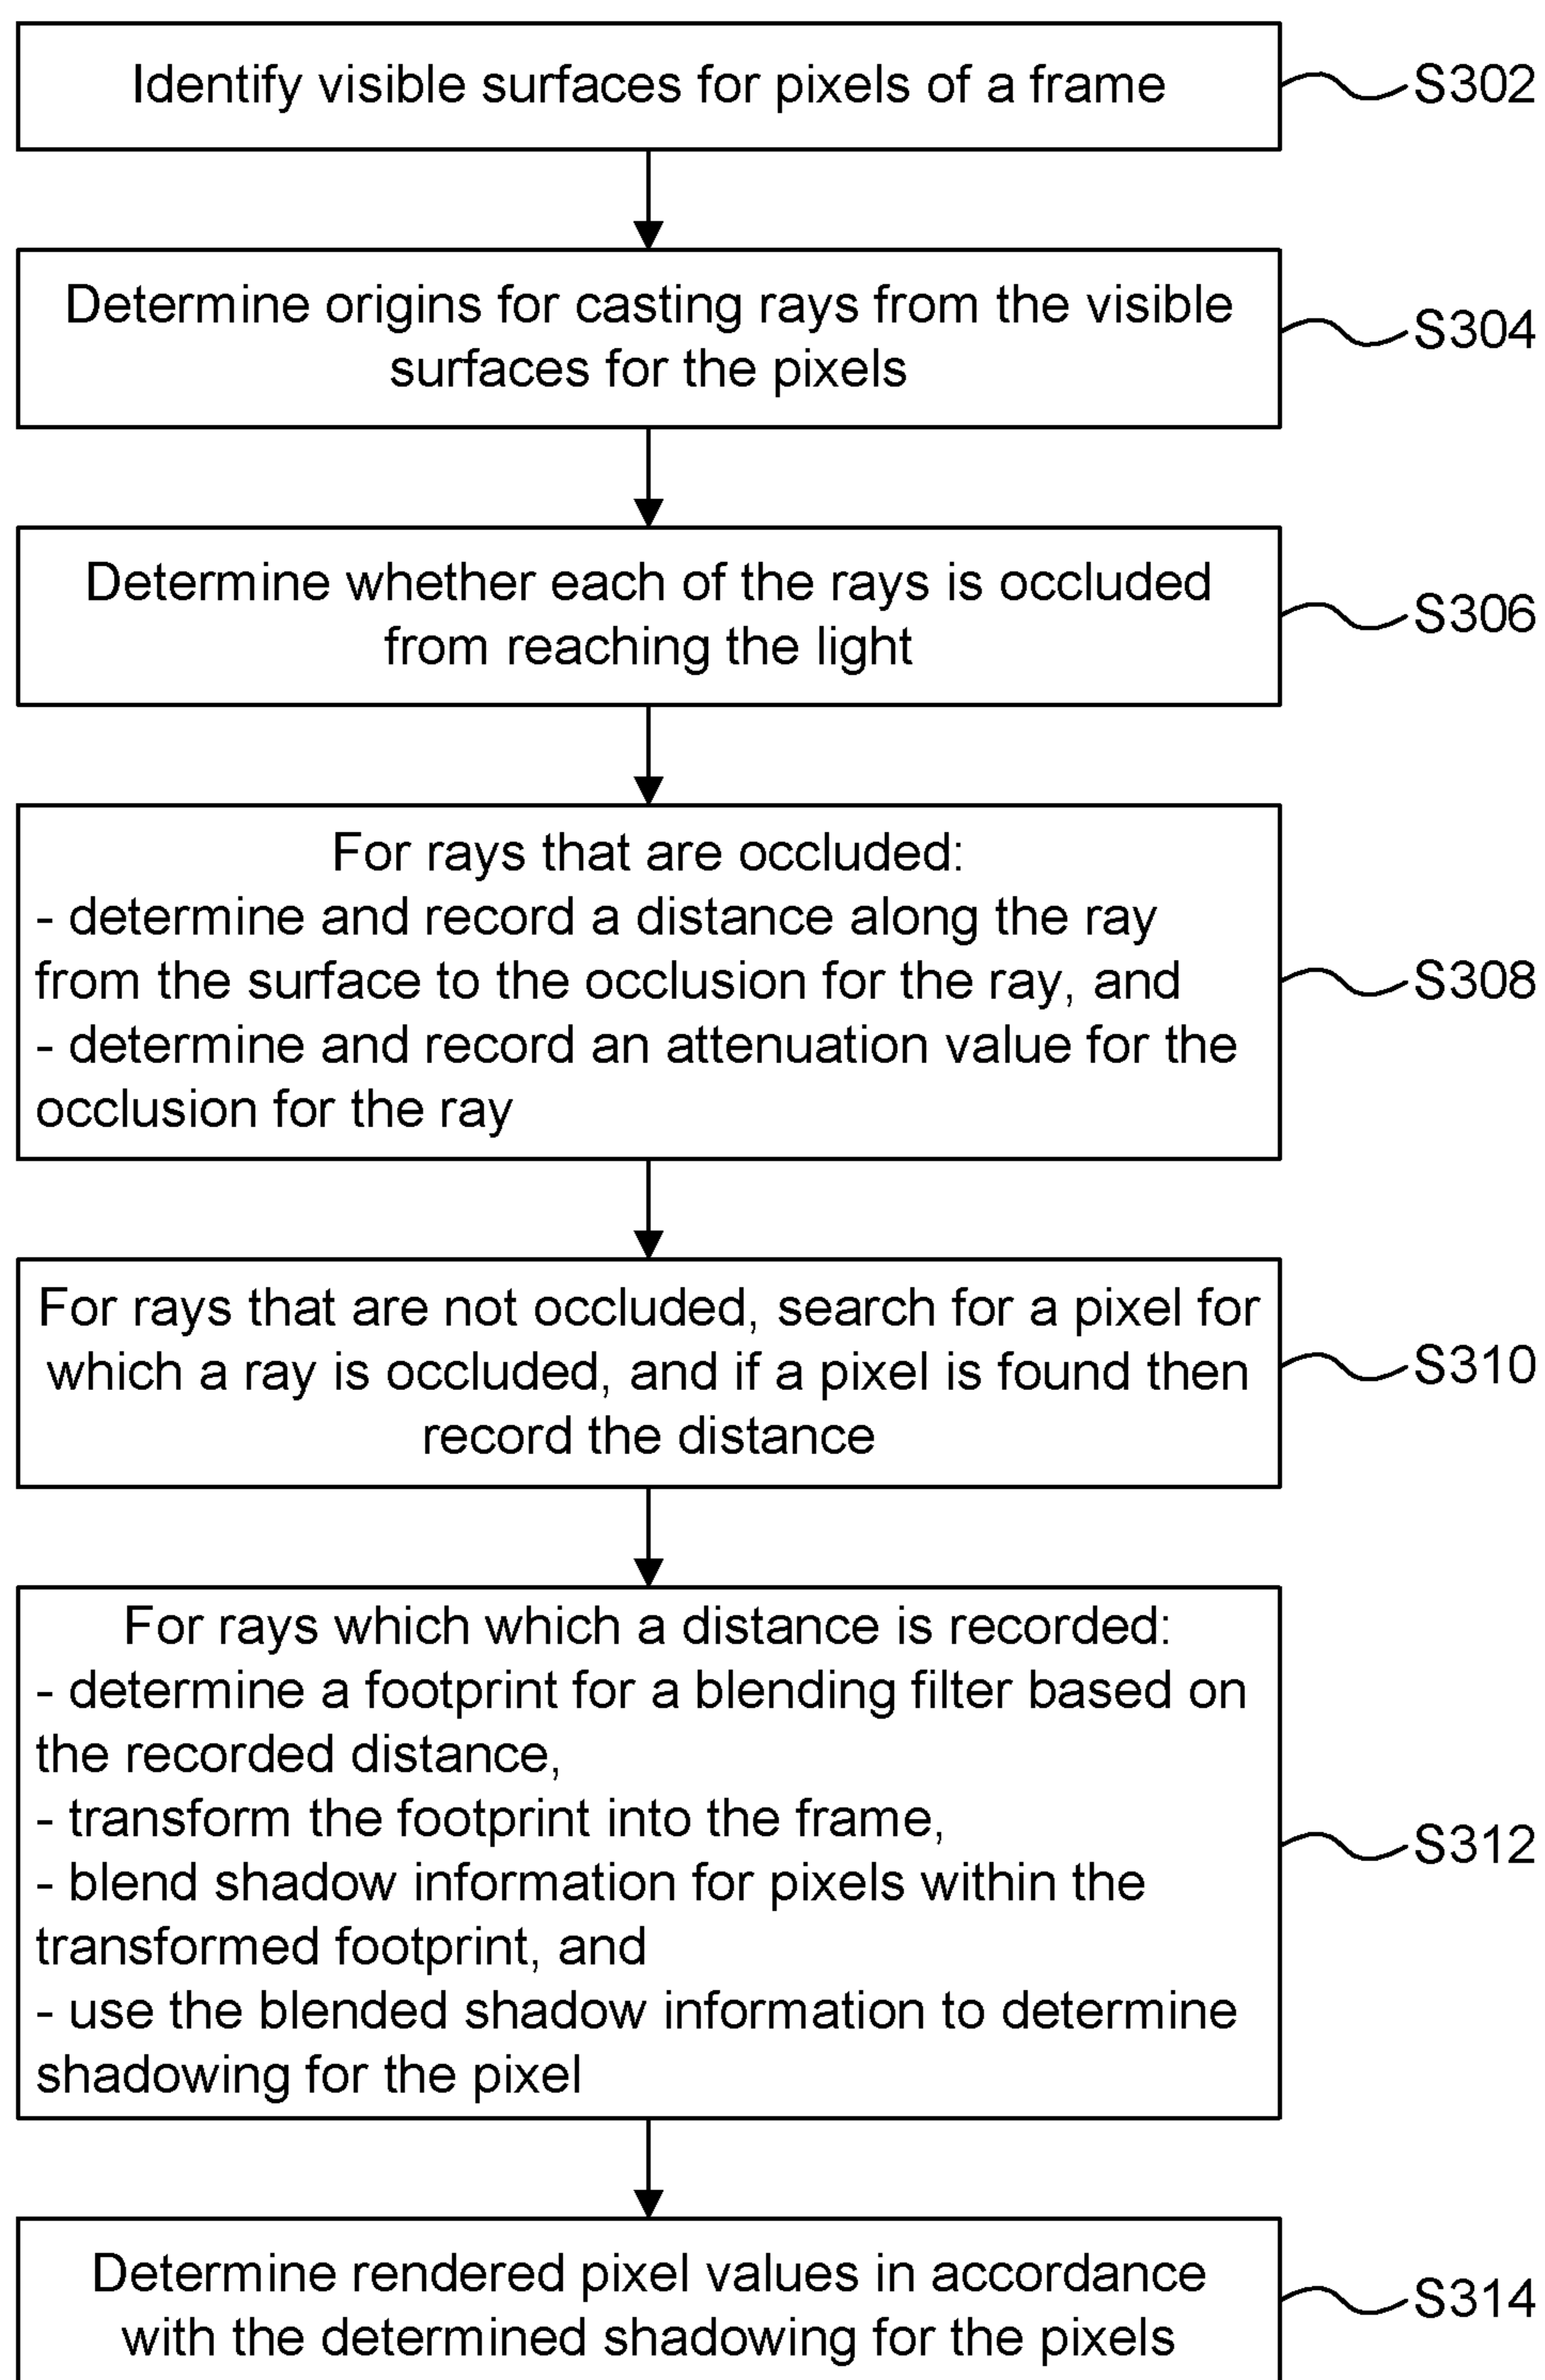 Identify visible surfaces for pixels of a frame
S302
Determine origins for casting rays from the visible
surfaces for the pixels
S304
Determine whether each of the rays is occluded
from reaching the light
S306
For rays that are occluded:
- determine and record a distance along the ray
from the surface to the occlusion for the ray, and
- determine and record an attenuation value for the
occlusion for the ray
S308
For rays that are not occluded, search for a pixel for
which a ray is occluded, and if a pixel is found then
record the distance
S310
For rays which which a distance is recorded:
- determine a footprint for a blending filter based on
the recorded distance,
- transform the footprint into the frame,
- blend shadow information for pixels within the
transformed footprint, and
- use the blended shadow information to determine
shadowing for the pixel
S312
Determine rendered pixel values in accordance
with the determined shadowing for the pixels
S314